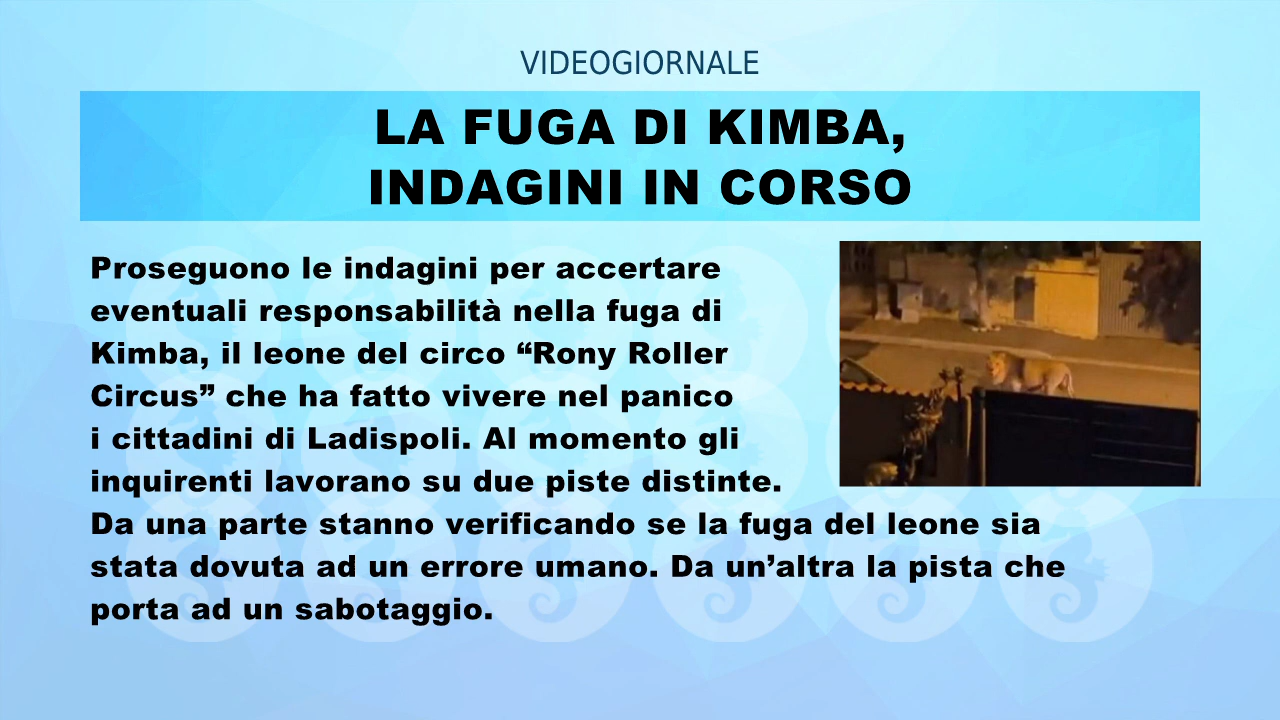 VIDEOGIORNALE
LA FUGA DI KIMBA,
INDAGINI IN CORSO
Proseguono le indagini per accertare
eventuali responsabilità nella fuga di
Kimba, il leone del circo “Rony Roller
Circus” che ha fatto vivere nel panico
i cittadini di Ladispoli. Al momento gli
inquirenti lavorano su due piste distinte.
Da una parte stanno verificando se la fuga del leone sia
stata dovuta ad un errore umano. Da un’altra la pista che
porta ad un sabotaggio.